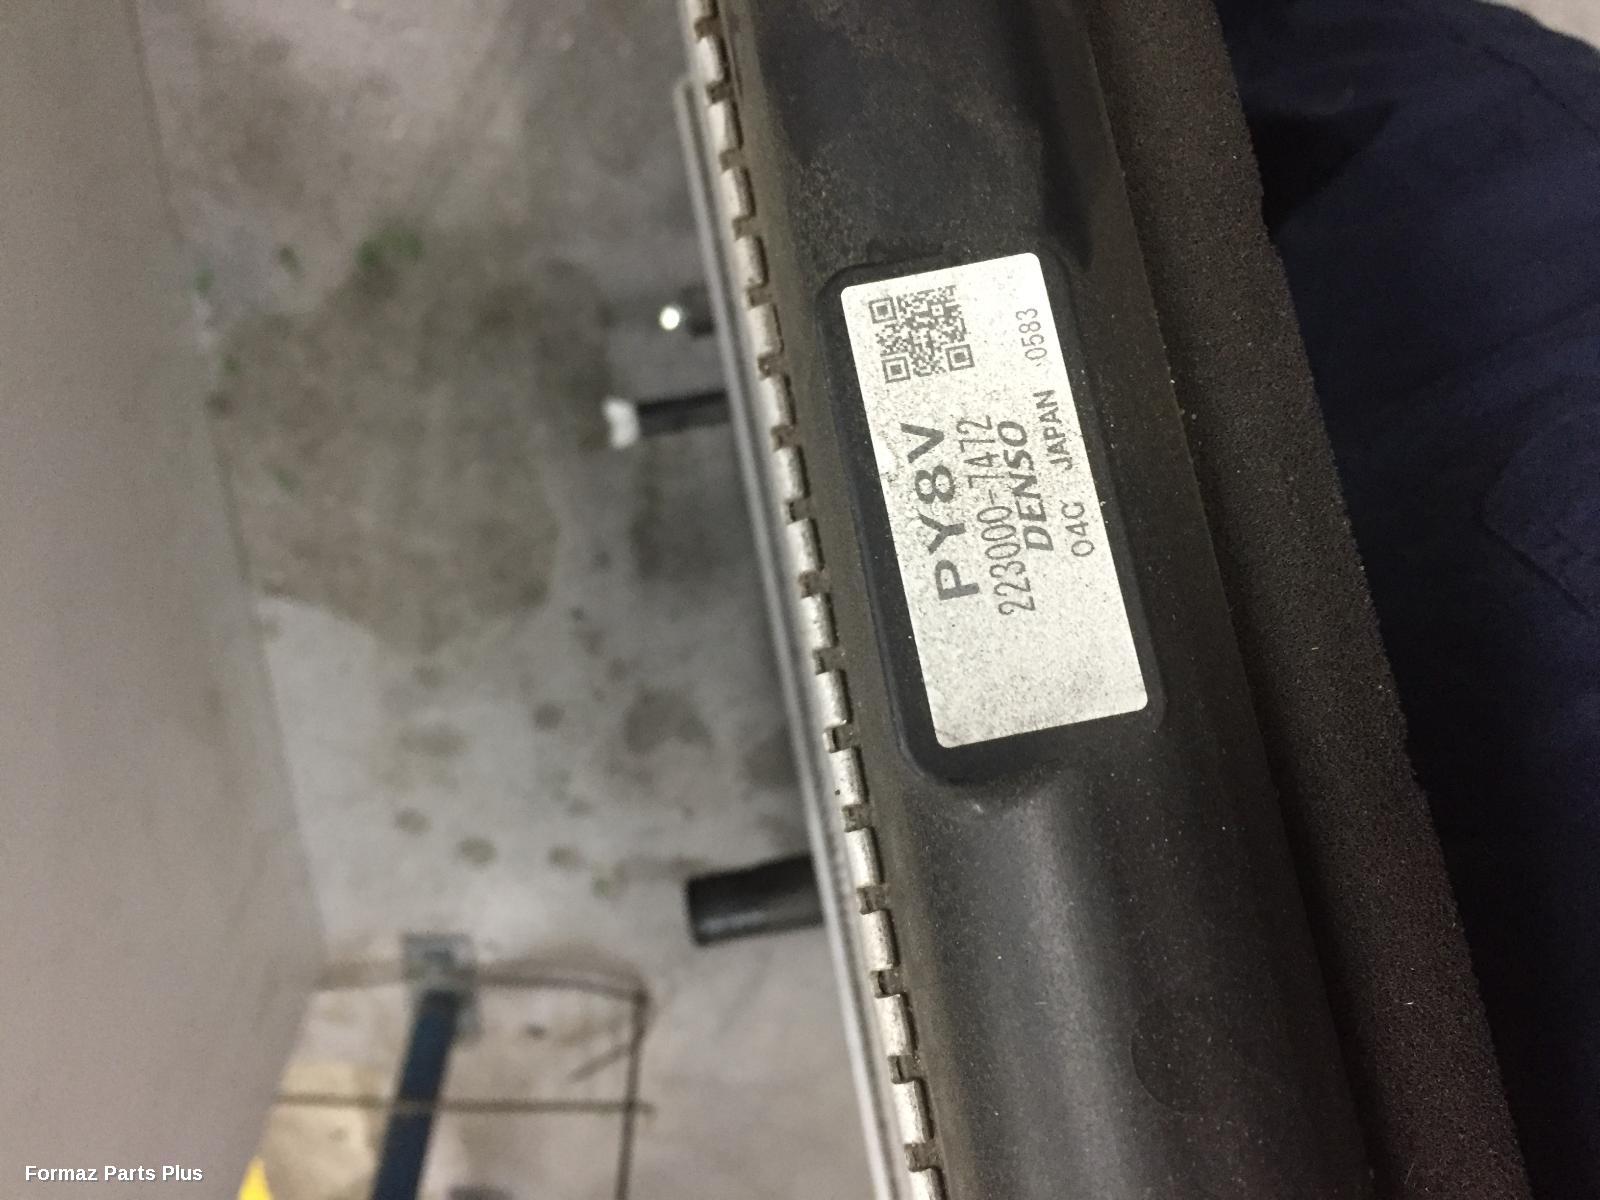 PY8V
223000-7472
DENSO
04C JAPAN 0583
Formaz Parts Plus